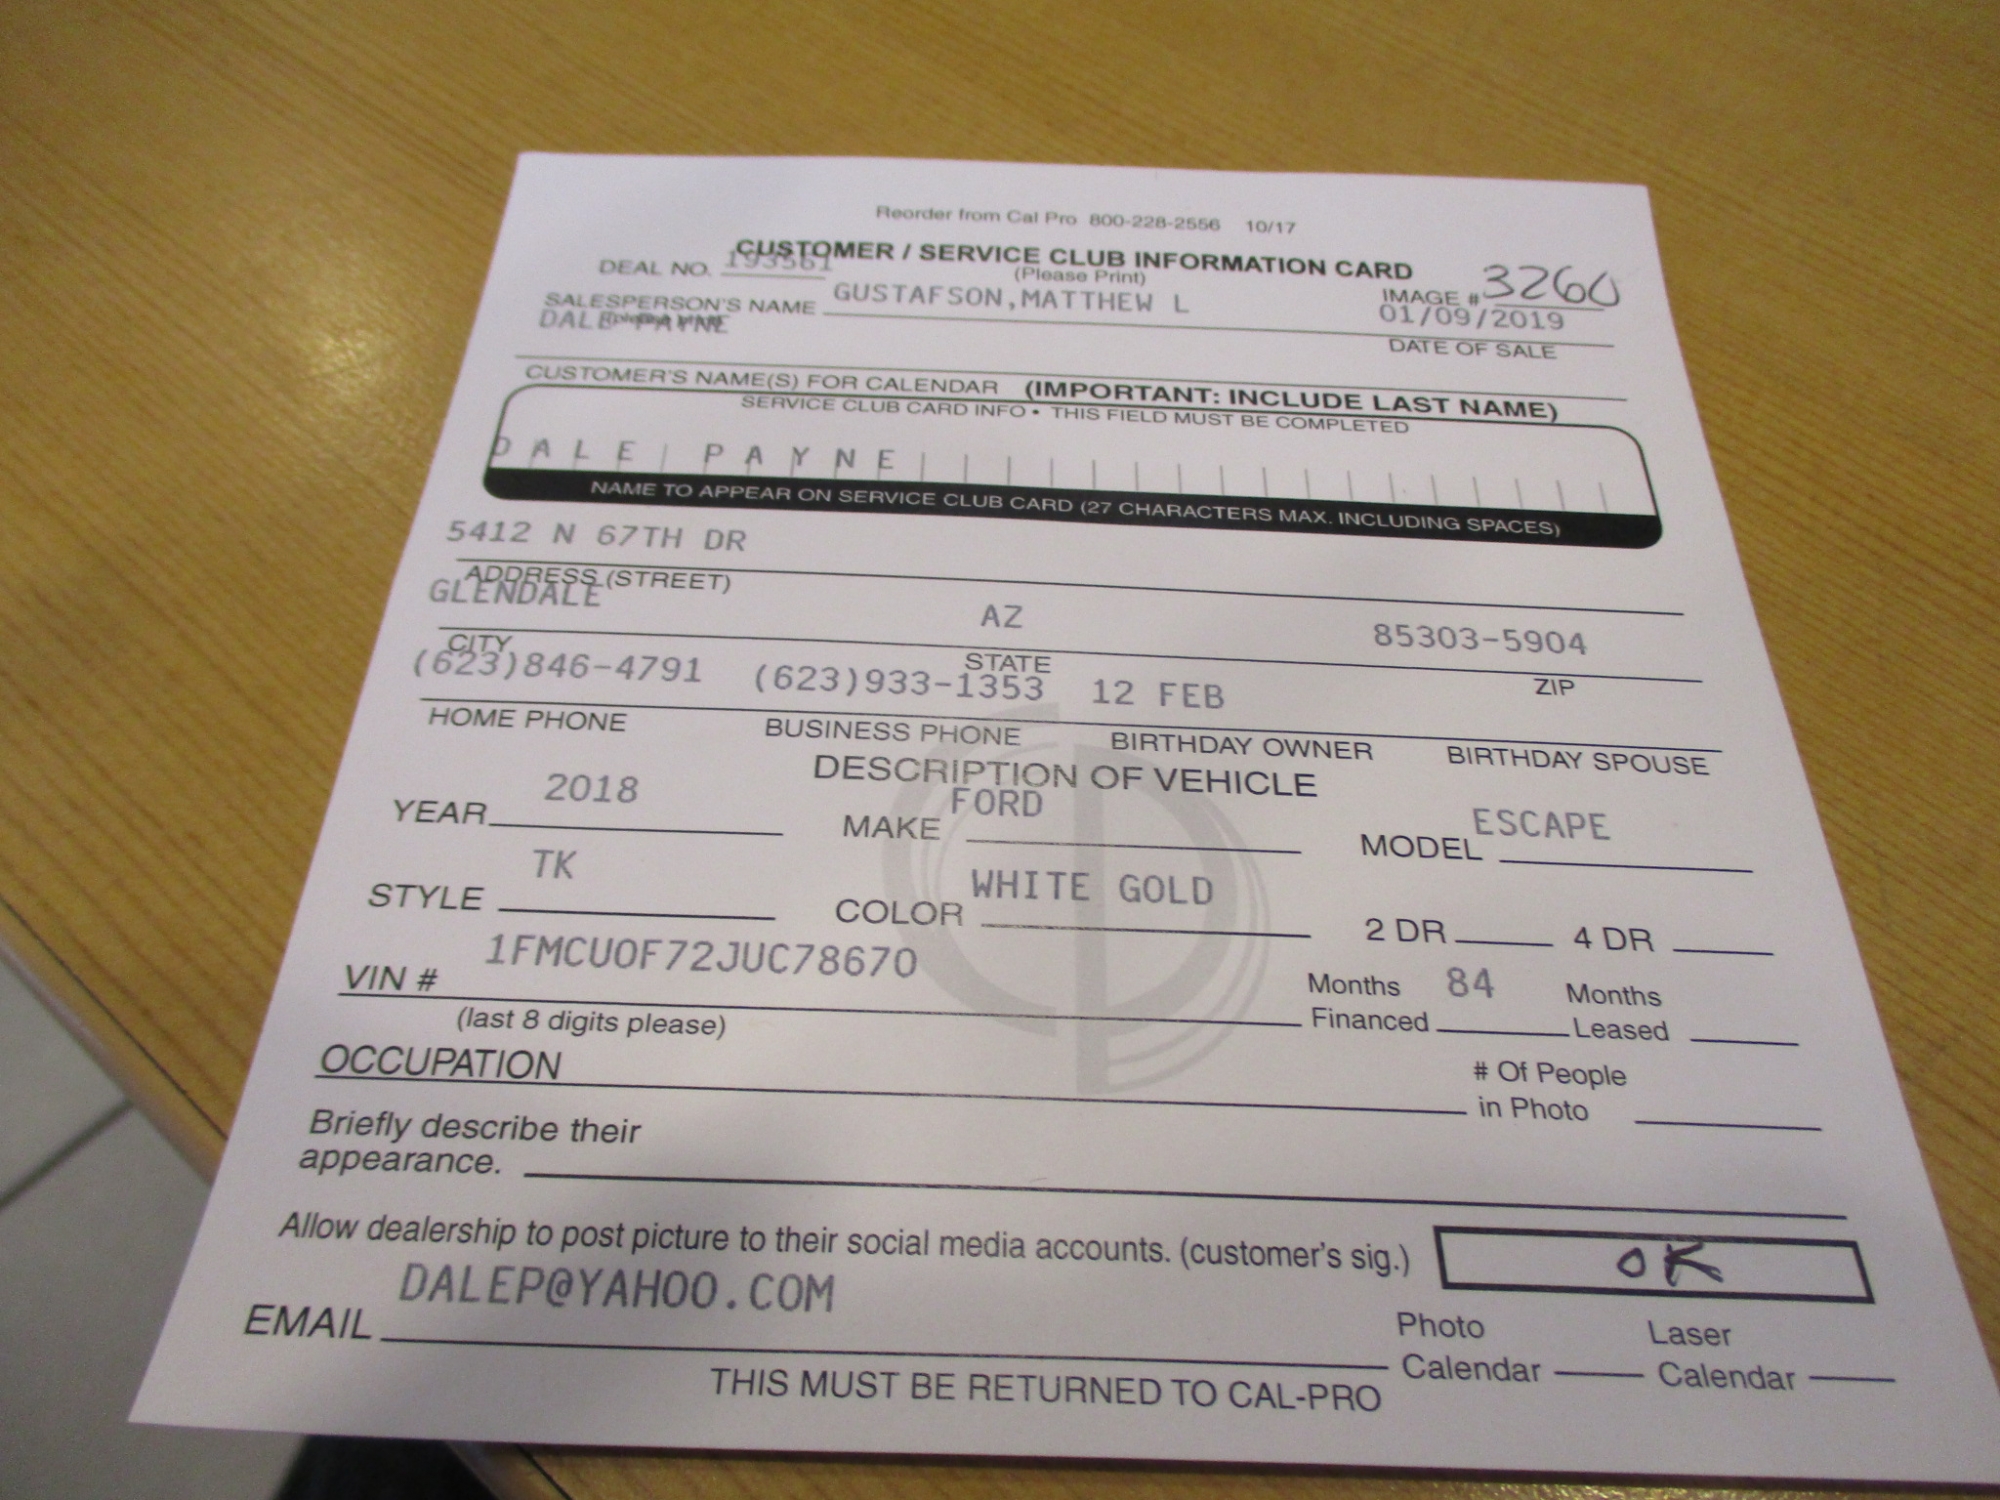 Reorder from Cal Pro 800-228-2556 10/17
CUSTOMER / SERVICE CLUB INFORMATION CARD
(Please Print)
DEAL NO. 193561
IMAGE # 3260
SALESPERSON'S NAME GUSTAFSON,MATTHEW L
01/09/2019
DALE PAYNE
DATE OF SALE
CUSTOMER'S NAME(S) FOR CALENDAR (IMPORTANT: INCLUDE LAST NAME)
SERVICE CLUB CARD INFO • THIS FIELD MUST BE COMPLETED
DALE PAYNE
NAME TO APPEAR ON SERVICE CLUB CARD (27 CHARACTERS MAX. INCLUDING SPACES)
5412 N 67TH DR
ADDRESS (STREET)
GLENDALE AZ 85303-5904
CITY STATE ZIP
(623)846-4791 (623)933-1353 12 FEB
HOME PHONE BUSINESS PHONE BIRTHDAY OWNER BIRTHDAY SPOUSE
DESCRIPTION OF VEHICLE
YEAR 2018 MAKE FORD MODEL ESCAPE
STYLE TK COLOR WHITE GOLD 2 DR 4 DR
VIN # 1FMCU0F72JUC78670
(last 8 digits please)
Months Financed 84 Months Leased
OCCUPATION
# Of People in Photo
Briefly describe their
appearance.
Allow dealership to post picture to their social media accounts. (customer's sig.) OK
EMAIL DALEP@YAHOO.COM
Photo Calendar Laser Calendar
THIS MUST BE RETURNED TO CAL-PRO